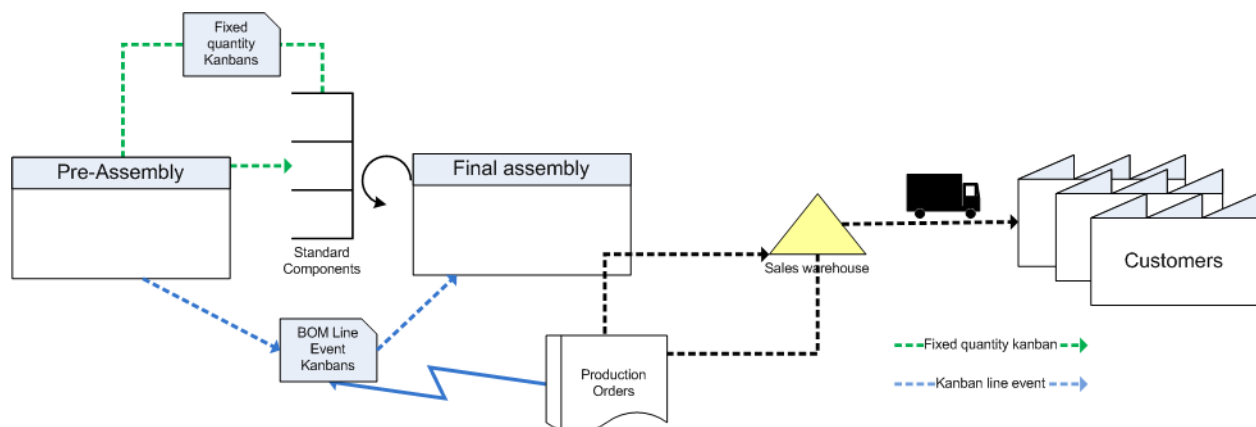 Fixed
quantity
Kanbans
Pre-Assembly
Final assembly
Standard
Components
Sales warehouse
Customers
BOM Line
Event
Kanbans
Production
Orders
Fixed quantity kanban
Kanban line event